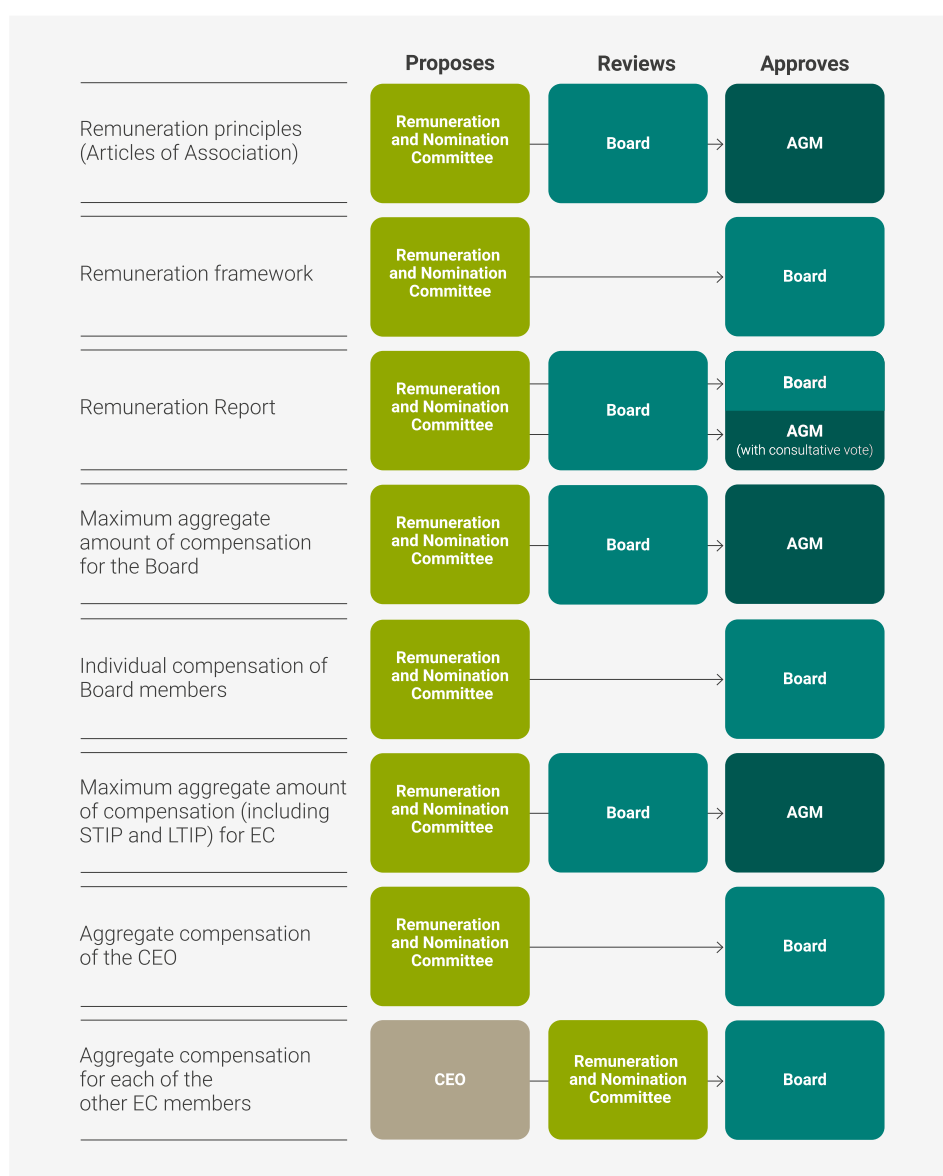 Proposes
Reviews
Approves
Remuneration principles
(Articles of Association)
Remuneration
and Nomination
Committee
Board
AGM
Remuneration framework
Remuneration
and Nomination
Committee
Board
Remuneration Report
Remuneration
and Nomination
Committee
Board
Board
AGM
(with consultative vote)
Maximum aggregate
amount of compensation
for the Board
Remuneration
and Nomination
Committee
Board
AGM
Individual compensation of
Board members
Remuneration
and Nomination
Committee
Board
Maximum aggregate amount
of compensation (including
STIP and LTIP) for EC
Remuneration
and Nomination
Committee
Board
AGM
Aggregate compensation
of the CEO
Remuneration
and Nomination
Committee
Board
Aggregate compensation
for each of the
other EC members
CEO
Remuneration
and Nomination
Committee
Board